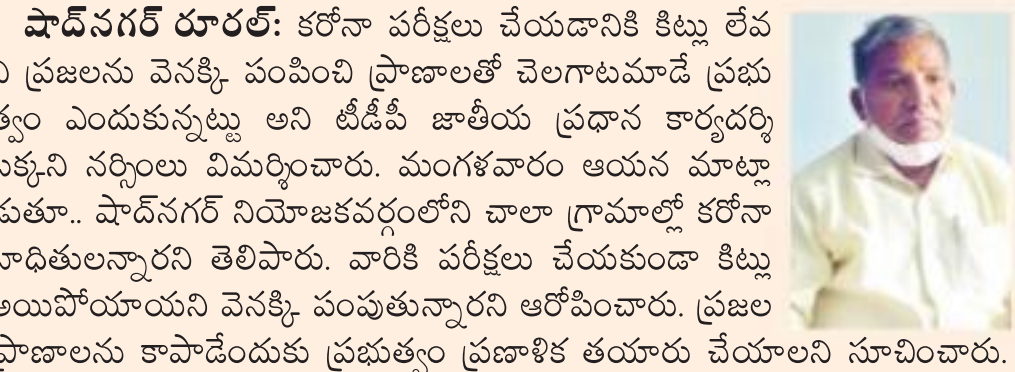 షాద్‌నగర్ రూరల్: కరోనా పరీక్షలు చేయడానికి కిట్లు లేవ
ని ప్రజలను వెనక్కి పంపించి ప్రాణాలతో చెలగాటమాడే ప్రభు
త్వం ఎందుకున్నట్టు అని టీడీపీ జాతీయ ప్రధాన కార్యదర్శి
బక్కని నర్సింలు విమర్శించారు. మంగళవారం ఆయన మాట్లా
డుతూ.. షాద్‌నగర్ నియోజకవర్గంలోని చాలా గ్రామాల్లో కరోనా
బాధితులన్నారని తెలిపారు. వారికి పరీక్షలు చేయకుండా కిట్లు
అయిపోయాయని వెనక్కి పంపుతున్నారని ఆరోపించారు. ప్రజల
ప్రాణాలను కాపాడేందుకు ప్రభుత్వం ప్రణాళిక తయారు చేయాలని సూచించారు.